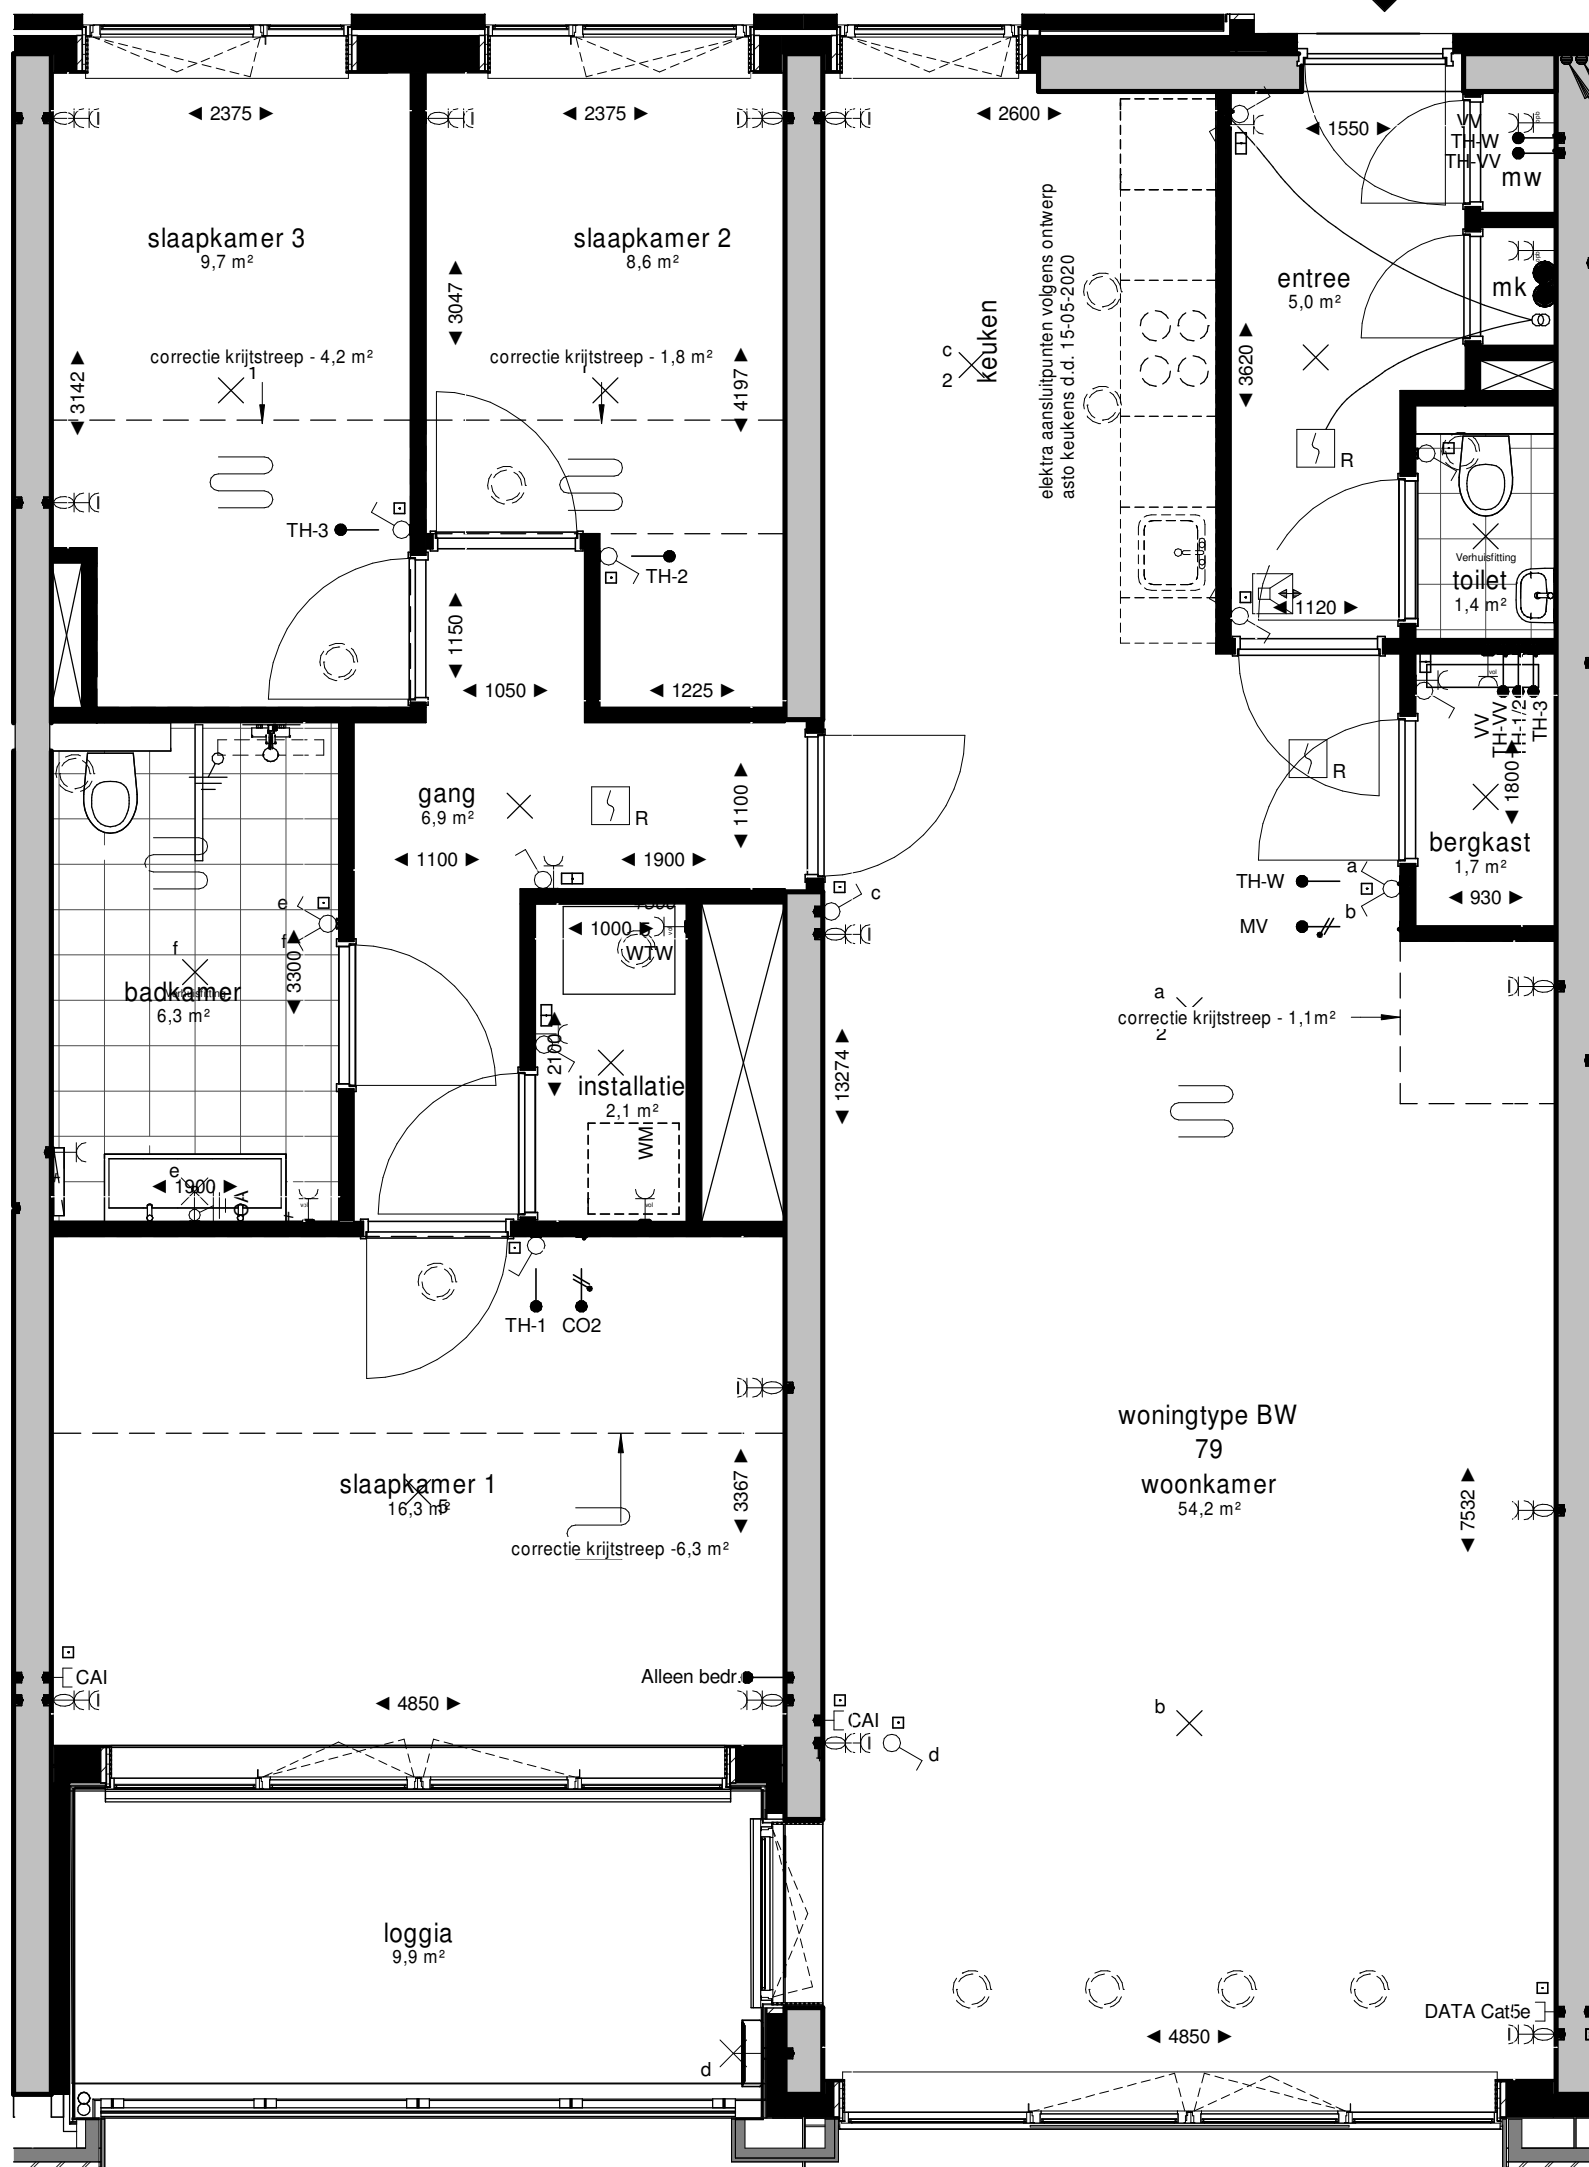 2375
2375
2600
1550
VV
TH-W
TH-VV
mw
slaapkamer 3
9,7 m²
slaapkamer 2
8,6 m²
3047
entree
5,0 m²
mk
keuken
c
2
elektra aansluitpunten volgens ontwerp
asto keukens d.d. 15-05-2020
correctie krijtstreep - 4,2 m²
1
correctie krijtstreep - 1,8 m²
3142
4197
3620
R
TH-3
TH-2
Verhuisfitting
toilet
1,4 m²
1150
1120
1050
1225
VV
TH-VV
TH-1/2
TH-3
gang
6,9 m²
R
1100
R
1800
bergkast
1,7 m²
930
1100
1900
TH-W
a
b
MV
c
e
f
f
3300
badkamer
6,3 m²
1000
WTW
2100
installatie
2,1 m²
WM
13274
a
correctie krijtstreep - 1,1m²
2
e
1900
CA
TH-1
CO2
woningtype BW
79
woonkamer
54,2 m²
slaapkamer 1
16,3 m²
5
3367
7532
correctie krijtstreep -6,3 m²
CAI
Alleen bedr.
4850
CAI
d
b
loggia
9,9 m²
DATA Cat5e
4850
d